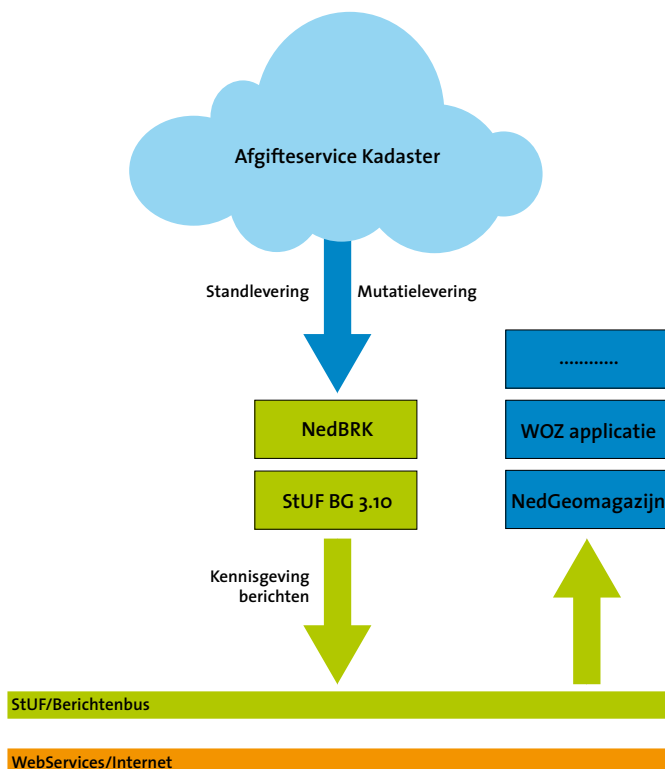 Afgifteservice Kadaster
Standlevering
Mutatielevering
............
NedBRK
WOZ applicatie
StUF BG 3.10
NedGeomagazijn
Kennisgeving
berichten
StUF/Berichtenbus
WebServices/Internet